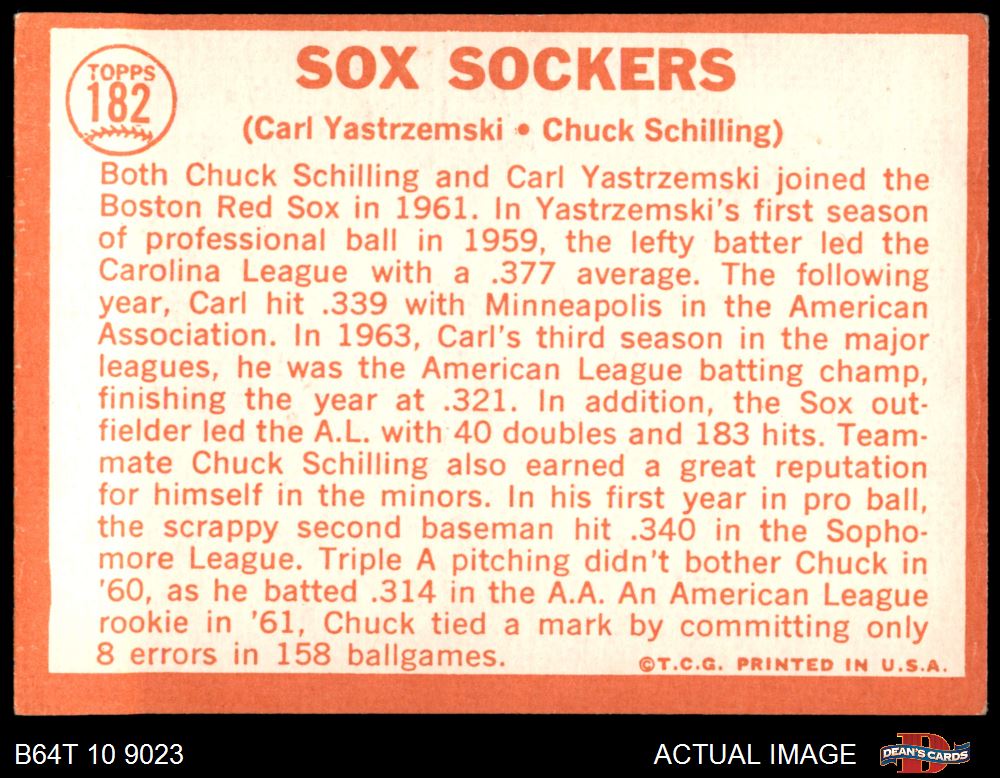 TOPPS
182
SOX SOCKERS
(Carl Yastrzemski • Chuck Schilling)
Both Chuck Schilling and Carl Yastrzemski joined the
Boston Red Sox in 1961. In Yastrzemski's first season
of professional ball in 1959, the lefty batter led the
Carolina League with a .377 average. The following
year, Carl hit .339 with Minneapolis in the American
Association. In 1963, Carl's third season in the major
leagues, he was the American League batting champ,
finishing the year at .321. In addition, the Sox out-
fielder led the A.L. with 40 doubles and 183 hits. Team-
mate Chuck Schilling also earned a great reputation
for himself in the minors. In his first year in pro ball,
the scrappy second baseman hit .340 in the Sopho-
more League. Triple A pitching didn't bother Chuck in
'60, as he batted .314 in the A.A. An American League
rookie in '61, Chuck tied a mark by committing only
8 errors in 158 ballgames.
©T.C.G. PRINTED IN U.S.A.
B64T 10 9023
ACTUAL IMAGE
DEAN'S CARDS